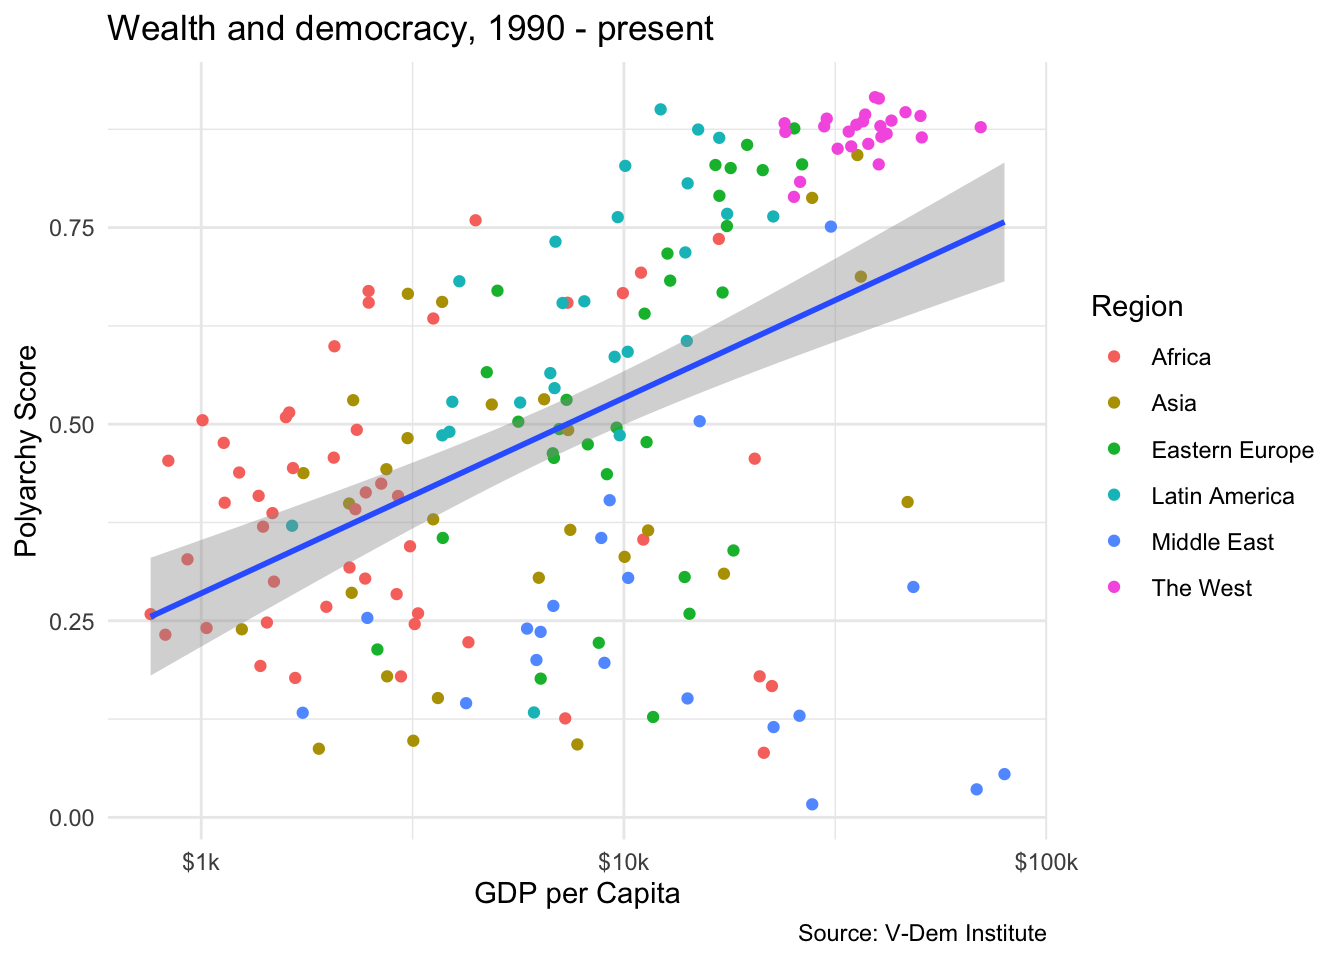 Wealth and democracy, 1990 - present
Polyarchy Score
0.75
0.50
0.25
0.00
$1k
$10k
$100k
GDP per Capita
Region
Africa
Asia
Eastern Europe
Latin America
Middle East
The West
Source: V-Dem Institute